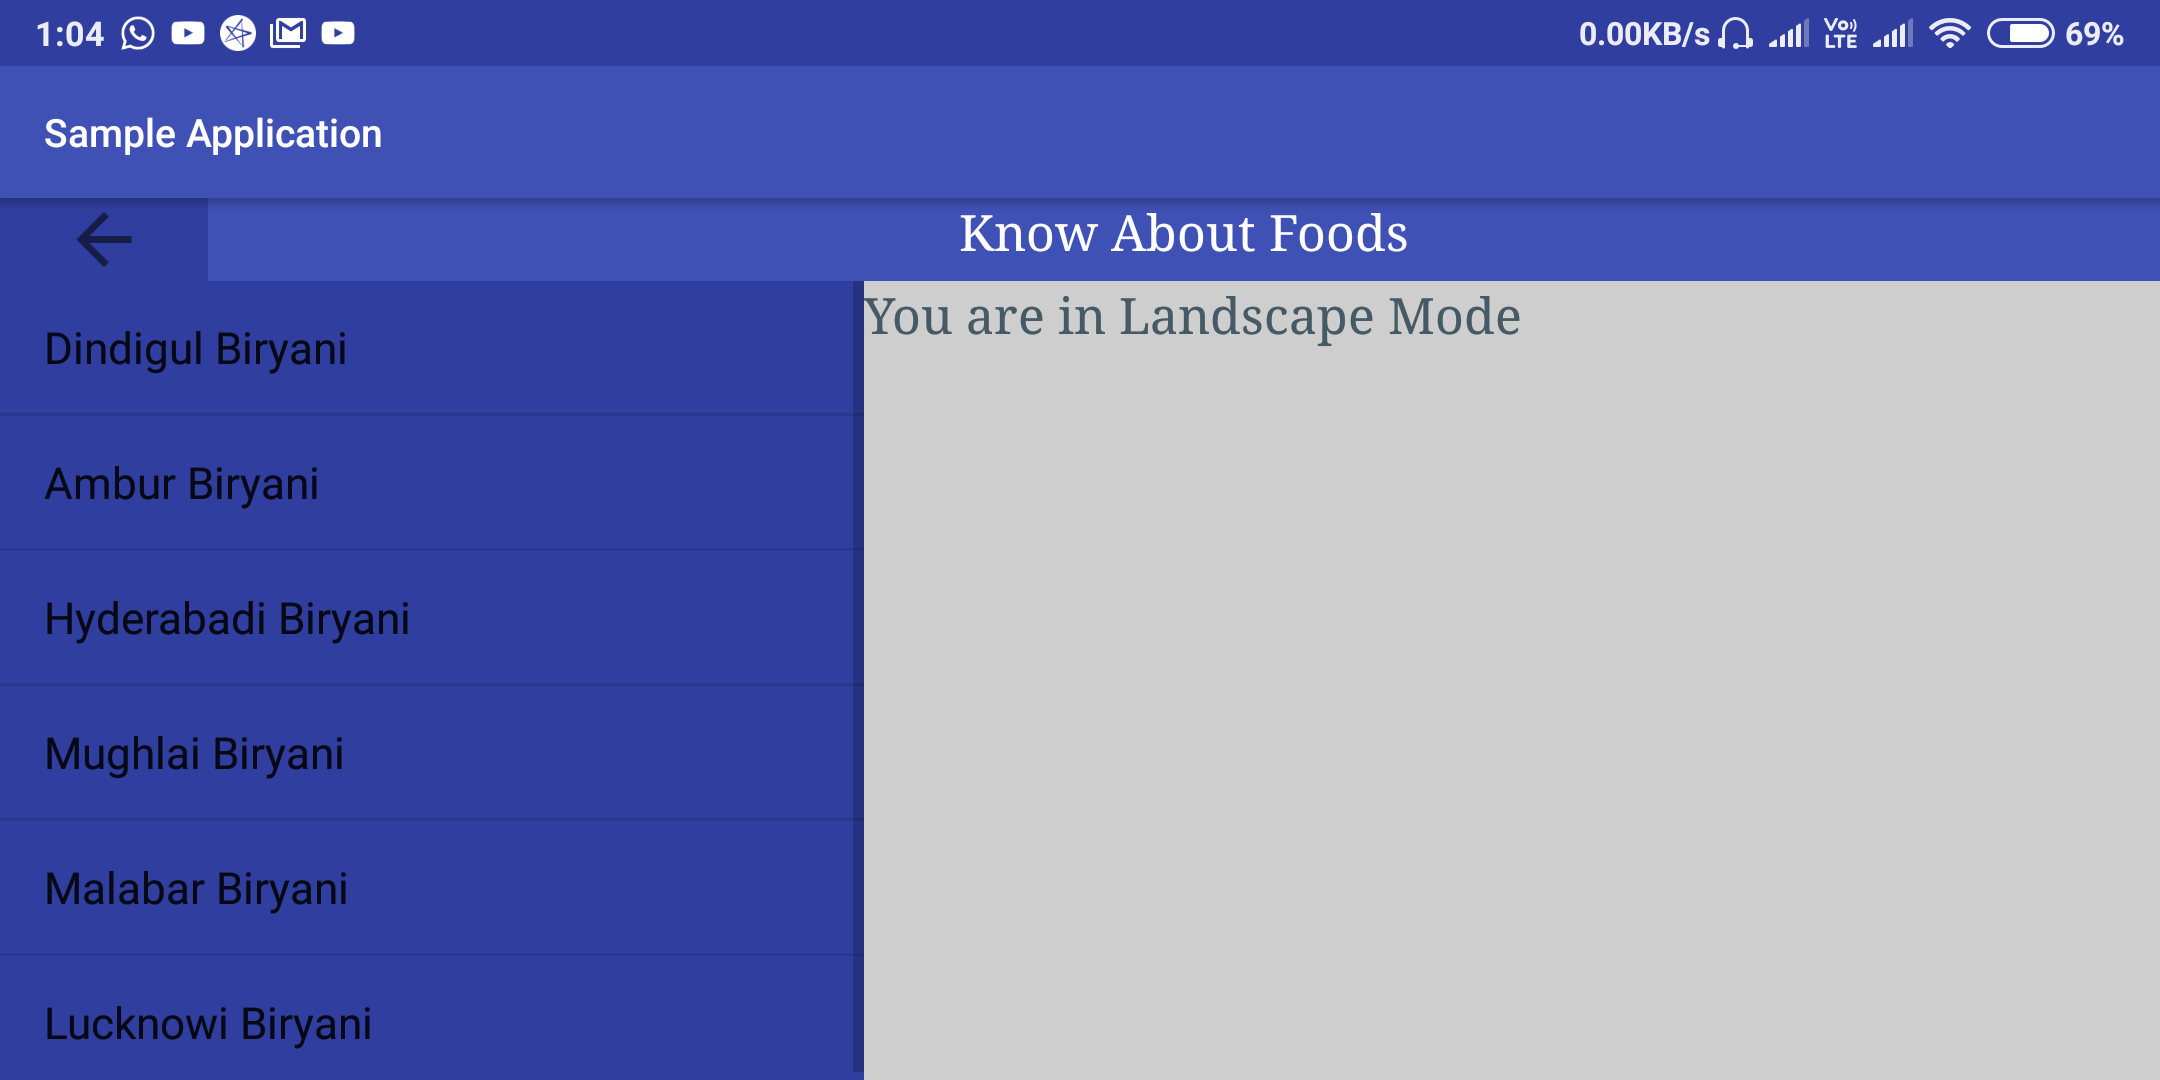 1:04 0.00KB/s Vo)) LTE 69%
Sample Application
Know About Foods
You are in Landscape Mode
Dindigul Biryani
Ambur Biryani
Hyderabadi Biryani
Mughlai Biryani
Malabar Biryani
Lucknowi Biryani